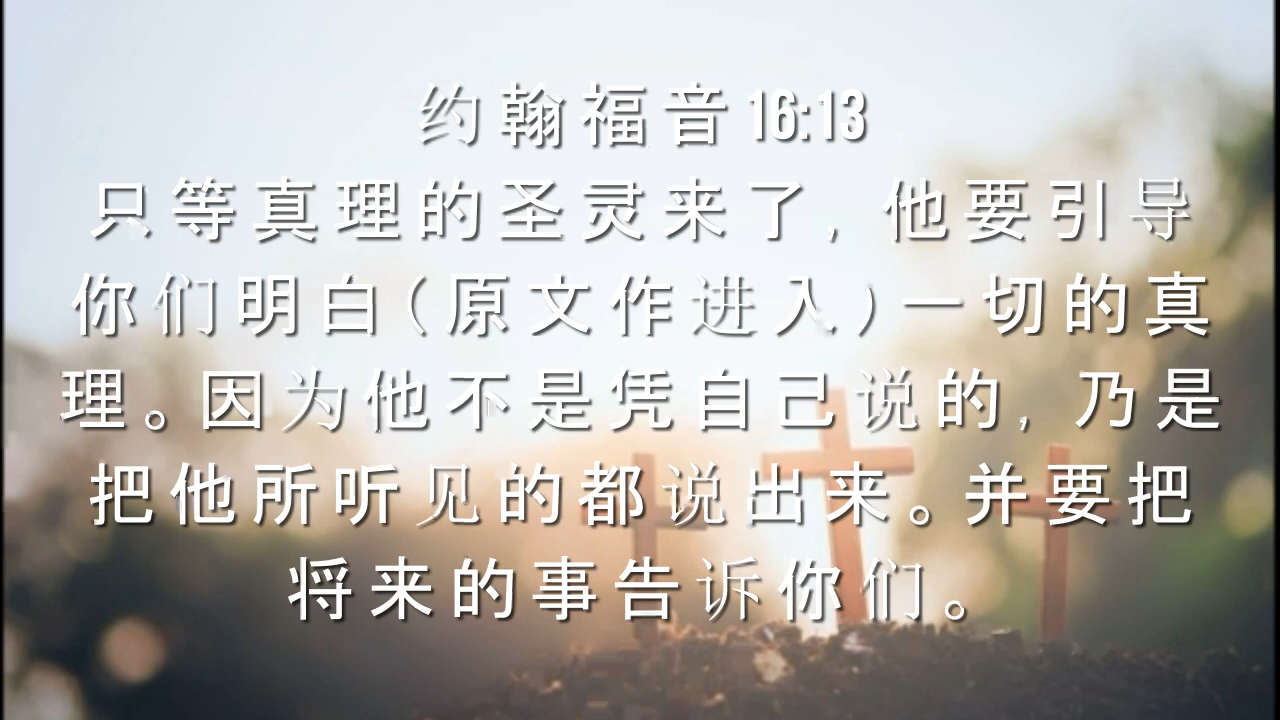 约翰福音 16:13
只等真理的圣灵来了，他要引导
你们明白（原文作进入）一切的真
理。因为他不是凭自己说的，乃是
把他所听见的都说出来。并要把
将来的事告诉你们。